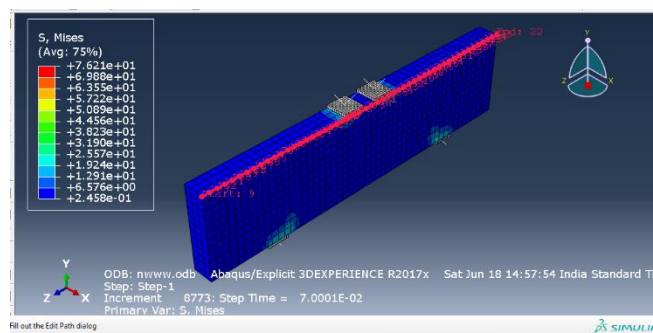 S, Mises
(Avg: 75%)
+7.621e+01
+6.988e+01
+6.355e+01
+5.722e+01
+5.089e+01
+4.456e+01
+3.823e+01
+3.190e+01
+2.557e+01
+1.924e+01
+1.291e+01
+6.576e+00
+2.458e-01
End: 22
Start: 9
Y
Z
X
Y
Z
X
ODB: nwww.odb Abaqus/Explicit 3DEXPERIENCE R2017x Sat Jun 18 14:57:54 India Standard T
Step: Step-1
Increment 8773: Step Time = 7.0001E-02
Primary Var: S, Mises
Fill out the Edit Path dialog
SIMULI